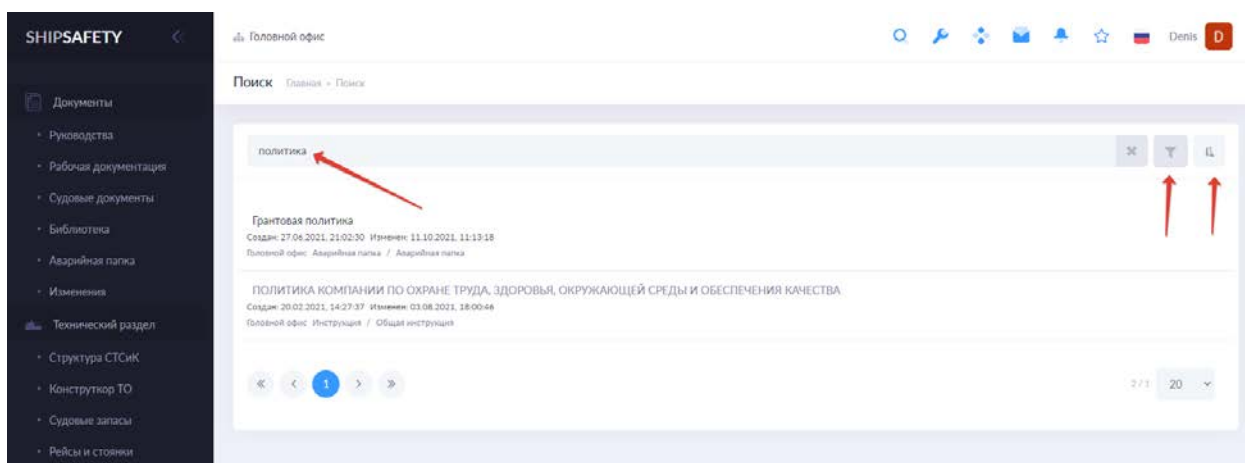 SHIPSAFETY
Головной офис
Denis
D
Поиск Главная - Поиск
Документы
Руководства
Рабочая документация
Судовые документы
Библиотека
Аварийная папка
Изменения
Технический раздел
Структура СТСиК
Конструткор ТО
Судовые запасы
Рейсы и стоянки
политика
Грантовая политика
Создан: 27.06.2021, 21:02:30 Изменен: 11.10.2021, 11:13:18
Головной офис Аварийная папка / Аварийная папка
ПОЛИТИКА КОМПАНИИ ПО ОХРАНЕ ТРУДА, ЗДОРОВЬЯ, ОКРУЖАЮЩЕЙ СРЕДЫ И ОБЕСПЕЧЕНИЯ КАЧЕСТВА
Создан: 20.02.2021, 14:27:37 Изменен: 03.08.2021, 18:00:46
Головной офис Инструкция / Общая инструкция
« ‹ 1 › »
20